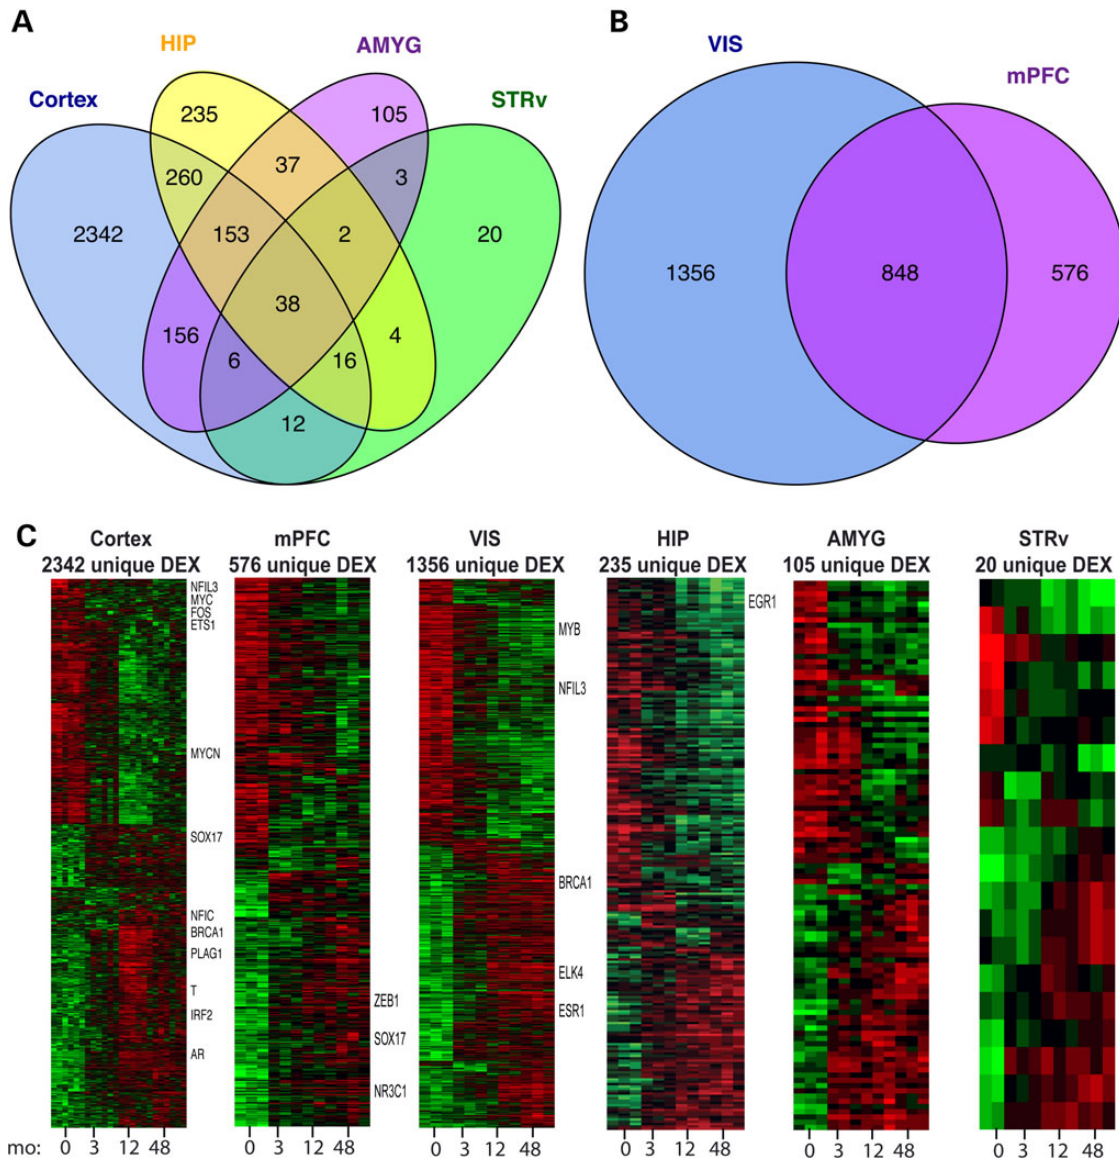 A
B
HIP
AMYG
VIS
mPFC
Cortex
STRv
235
105
37
260
3
2342
153
2
20
38
156
6
16
4
12
1356
848
576
C
Cortex
2342 unique DEX
mPFC
576 unique DEX
VIS
1356 unique DEX
HIP
235 unique DEX
AMYG
105 unique DEX
STRv
20 unique DEX
NFIL3
MYC
FOS
ETS1
MYCN
SOX17
NFIC
BRCA1
PLAG1
T
IRF2
AR
ZEB1
SOX17
NR3C1
MYB
NFIL3
BRCA1
ELK4
ESR1
EGR1
mo: 0 3 12 48
0 3 12 48
0 3 12 48
0 3 12 48
0 3 12 48
0 3 12 48